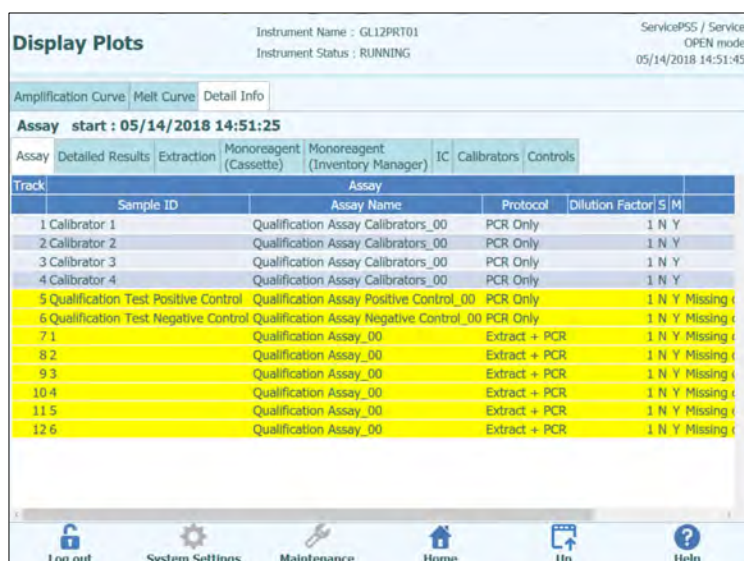 Display Plots
Instrument Name : GL12PRT01
Instrument Status : RUNNING
ServicePSS / Service
OPEN mode
05/14/2018 14:51:45
Amplification Curve Melt Curve Detail Info
Assay start : 05/14/2018 14:51:25
Assay Detailed Results Extraction Monoreagent (Cassette) Monoreagent (Inventory Manager) IC Calibrators Controls
Track Assay
Sample ID Assay Name Protocol Dilution Factor S M
1 Calibrator 1 Qualification Assay Calibrators_00 PCR Only 1 N Y
2 Calibrator 2 Qualification Assay Calibrators_00 PCR Only 1 N Y
3 Calibrator 3 Qualification Assay Calibrators_00 PCR Only 1 N Y
4 Calibrator 4 Qualification Assay Calibrators_00 PCR Only 1 N Y
5 Qualification Test Positive Control Qualification Assay Positive Control_00 PCR Only 1 N Y Missing
6 Qualification Test Negative Control Qualification Assay Negative Control_00 PCR Only 1 N Y Missing
7 1 Qualification Assay_00 Extract + PCR 1 N Y Missing
8 2 Qualification Assay_00 Extract + PCR 1 N Y Missing
9 3 Qualification Assay_00 Extract + PCR 1 N Y Missing
10 4 Qualification Assay_00 Extract + PCR 1 N Y Missing
11 5 Qualification Assay_00 Extract + PCR 1 N Y Missing
12 6 Qualification Assay_00 Extract + PCR 1 N Y Missing
Log out System Settings Maintenance Home Up Help